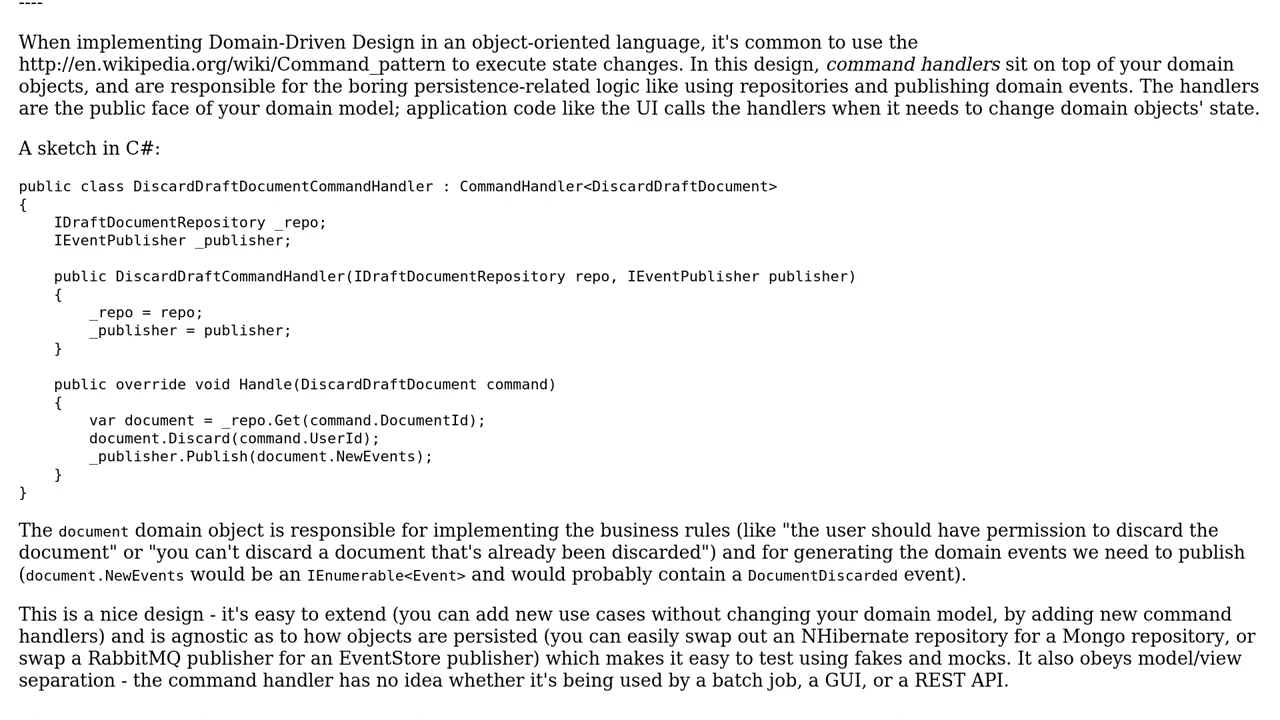 ----
When implementing Domain-Driven Design in an object-oriented language, it's common to use the
http://en.wikipedia.org/wiki/Command_pattern to execute state changes. In this design, command handlers sit on top of your domain
objects, and are responsible for the boring persistence-related logic like using repositories and publishing domain events. The handlers
are the public face of your domain model; application code like the UI calls the handlers when it needs to change domain objects' state.
A sketch in C#:
public class DiscardDraftDocumentCommandHandler : CommandHandler<DiscardDraftDocument>
{
    IDraftDocumentRepository _repo;
    IEventPublisher _publisher;

    public DiscardDraftCommandHandler(IDraftDocumentRepository repo, IEventPublisher publisher)
    {
        _repo = repo;
        _publisher = publisher;
    }

    public override void Handle(DiscardDraftDocument command)
    {
        var document = _repo.Get(command.DocumentId);
        document.Discard(command.UserId);
        _publisher.Publish(document.NewEvents);
    }
}
The document domain object is responsible for implementing the business rules (like "the user should have permission to discard the
document" or "you can't discard a document that's already been discarded") and for generating the domain events we need to publish
(document.NewEvents would be an IEnumerable<Event> and would probably contain a DocumentDiscarded event).
This is a nice design - it's easy to extend (you can add new use cases without changing your domain model, by adding new command
handlers) and is agnostic as to how objects are persisted (you can easily swap out an NHibernate repository for a Mongo repository, or
swap a RabbitMQ publisher for an EventStore publisher) which makes it easy to test using fakes and mocks. It also obeys model/view
separation - the command handler has no idea whether it's being used by a batch job, a GUI, or a REST API.